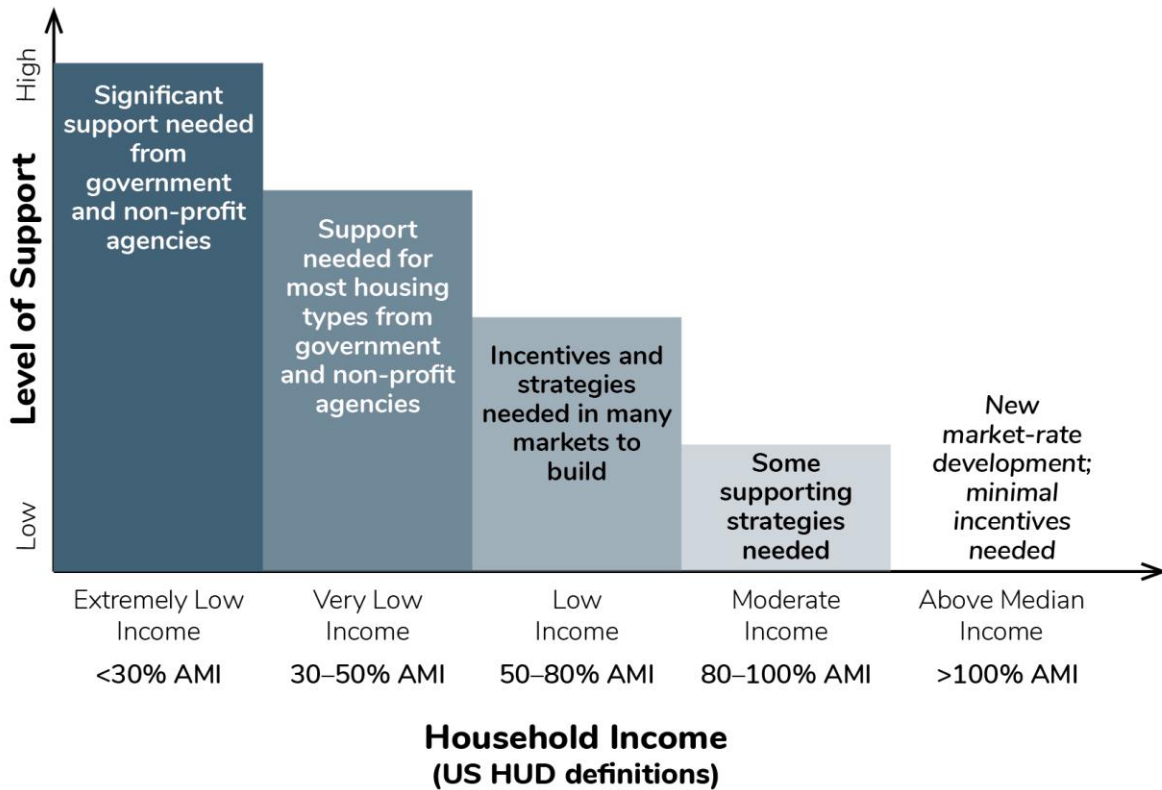 High
Level of Support
Low
Significant
support needed
from
government
and non-profit
agencies
Support
needed for
most housing
types from
government
and non-profit
agencies
Incentives and
strategies
needed in many
markets to
build
Some
supporting
strategies
needed
New
market-rate
development;
minimal
incentives
needed
Extremely Low
Income
<30% AMI
Very Low
Income
30–50% AMI
Low
Income
50–80% AMI
Moderate
Income
80–100% AMI
Above Median
Income
>100% AMI
Household Income
(US HUD definitions)